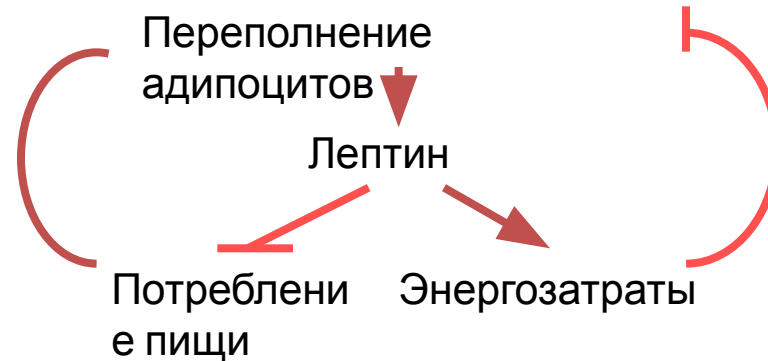 Переполнение
адипоцитов
Лептин
Потреблени
е пищи
Энергозатраты